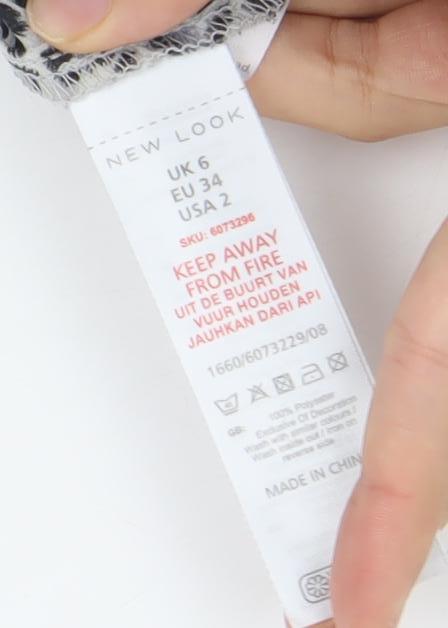 NEW LOOK
UK 6
EU 34
USA 2
SKU: 6073296
KEEP AWAY
FROM FIRE
UIT DE BUURT VAN
VUUR HOUDEN
JAUHKAN DARI API
1660/6073229/08
100% Polyester
GB: Exclusive Of Decoration
Wash with similar colours /
Wash inside out / Iron on
reverse side
MADE IN CHIN